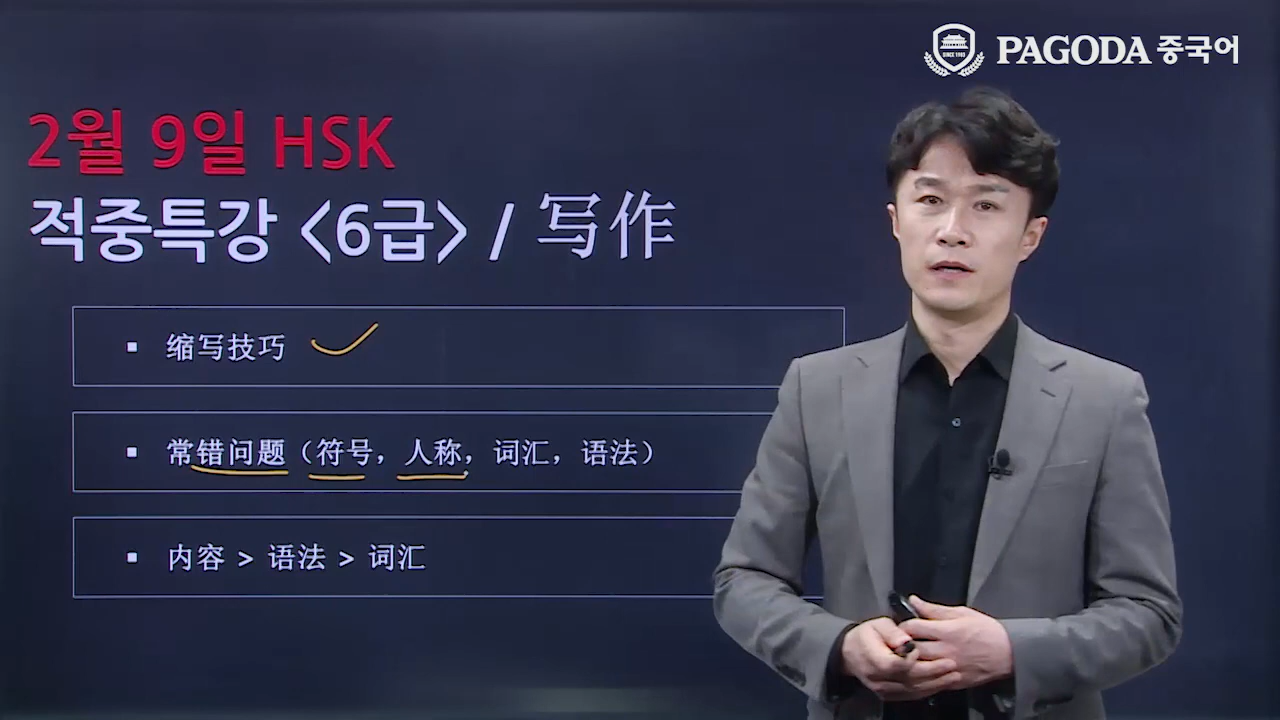 SINCE 1983
PAGODA 중국어
2월 9일 HSK
적중특강 <6급> / 写作
▪ 缩写技巧
▪ 常错问题（符号，人称，词汇，语法）
▪ 内容 > 语法 > 词汇